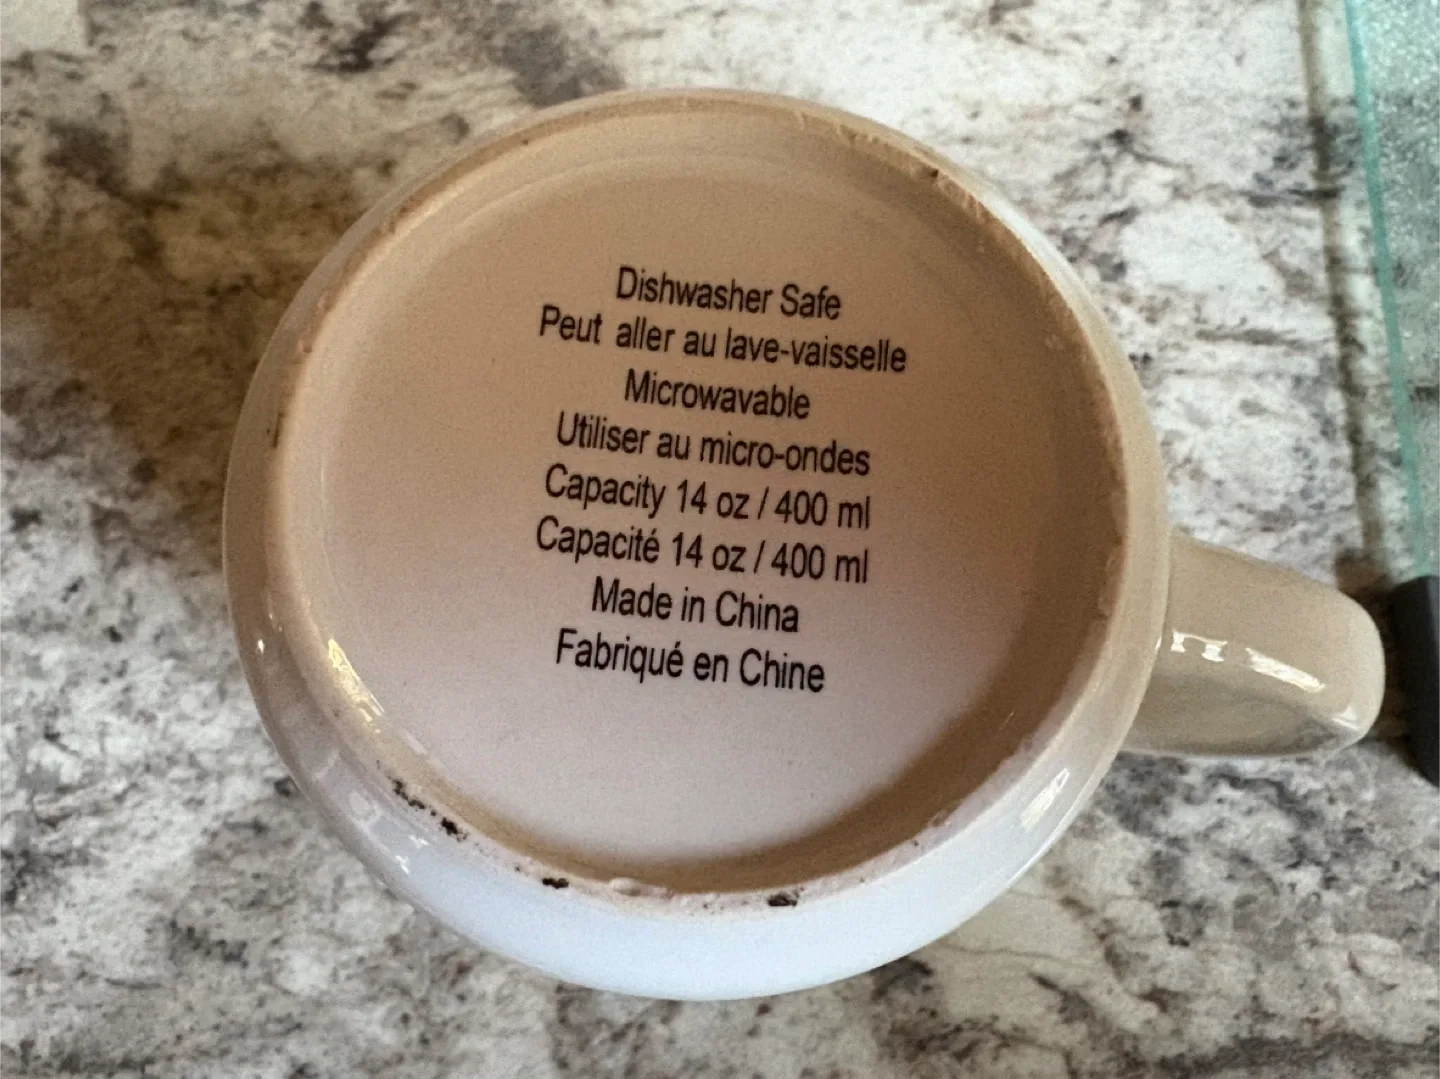 Dishwasher Safe
Peut aller au lave-vaisselle
Microwavable
Utiliser au micro-ondes
Capacity 14 oz / 400 ml
Capacité 14 oz / 400 ml
Made in China
Fabriqué en Chine